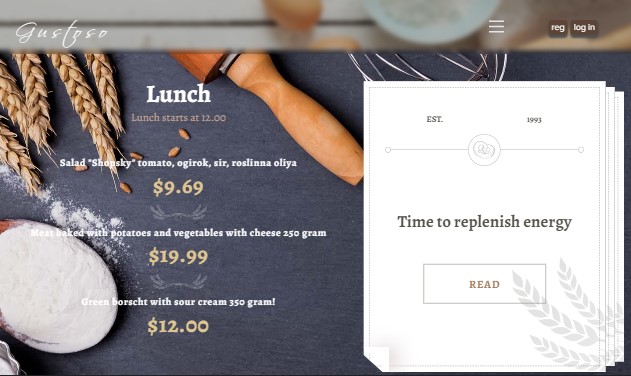 Gustoso
reg log in
Lunch
Lunch starts at 12.00
Salad "Shopsky" tomato, ogirok, sir, roslinna oliya
$9.69
Meat baked with potatoes and vegetables with cheese 250 gram
$19.99
Green borscht with sour cream 350 gram!
$12.00
EST. 1993
Time to replenish energy
READ